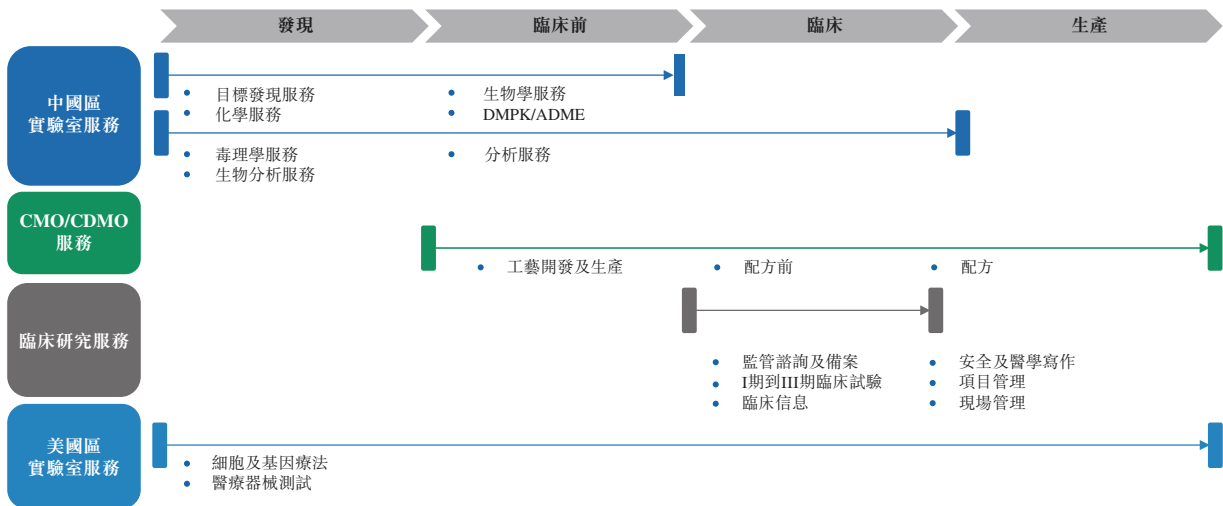 發現 臨床前 臨床 生產
中國區
實驗室服務
• 目標發現服務 • 生物學服務
• 化學服務 • DMPK/ADME
• 毒理學服務 • 分析服務
• 生物分析服務
CMO/CDMO
服務
• 工藝開發及生產 • 配方前 • 配方
臨床研究服務
• 監管諮詢及備案 • 安全及醫學寫作
• I期到III期臨床試驗 • 項目管理
• 臨床信息 • 現場管理
美國區
實驗室服務
• 細胞及基因療法
• 醫療器械測試